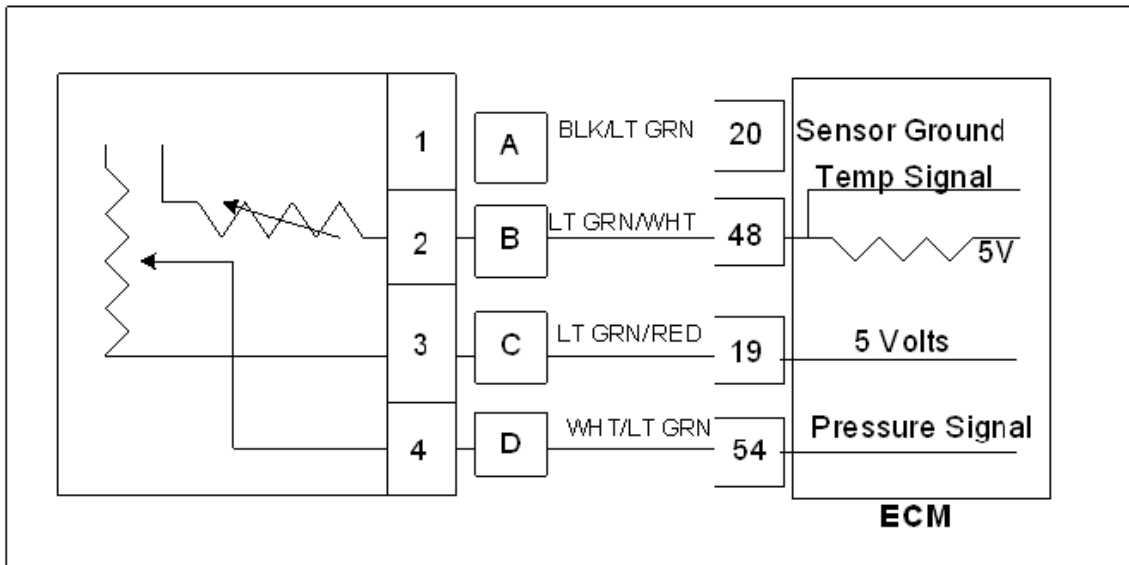 1 A BLK/LT GRN 20 Sensor Ground
Temp Signal
2 B LT GRN/WHT 48 5V
3 C LT GRN/RED 19 5 Volts
4 D WHT/LT GRN 54 Pressure Signal
ECM